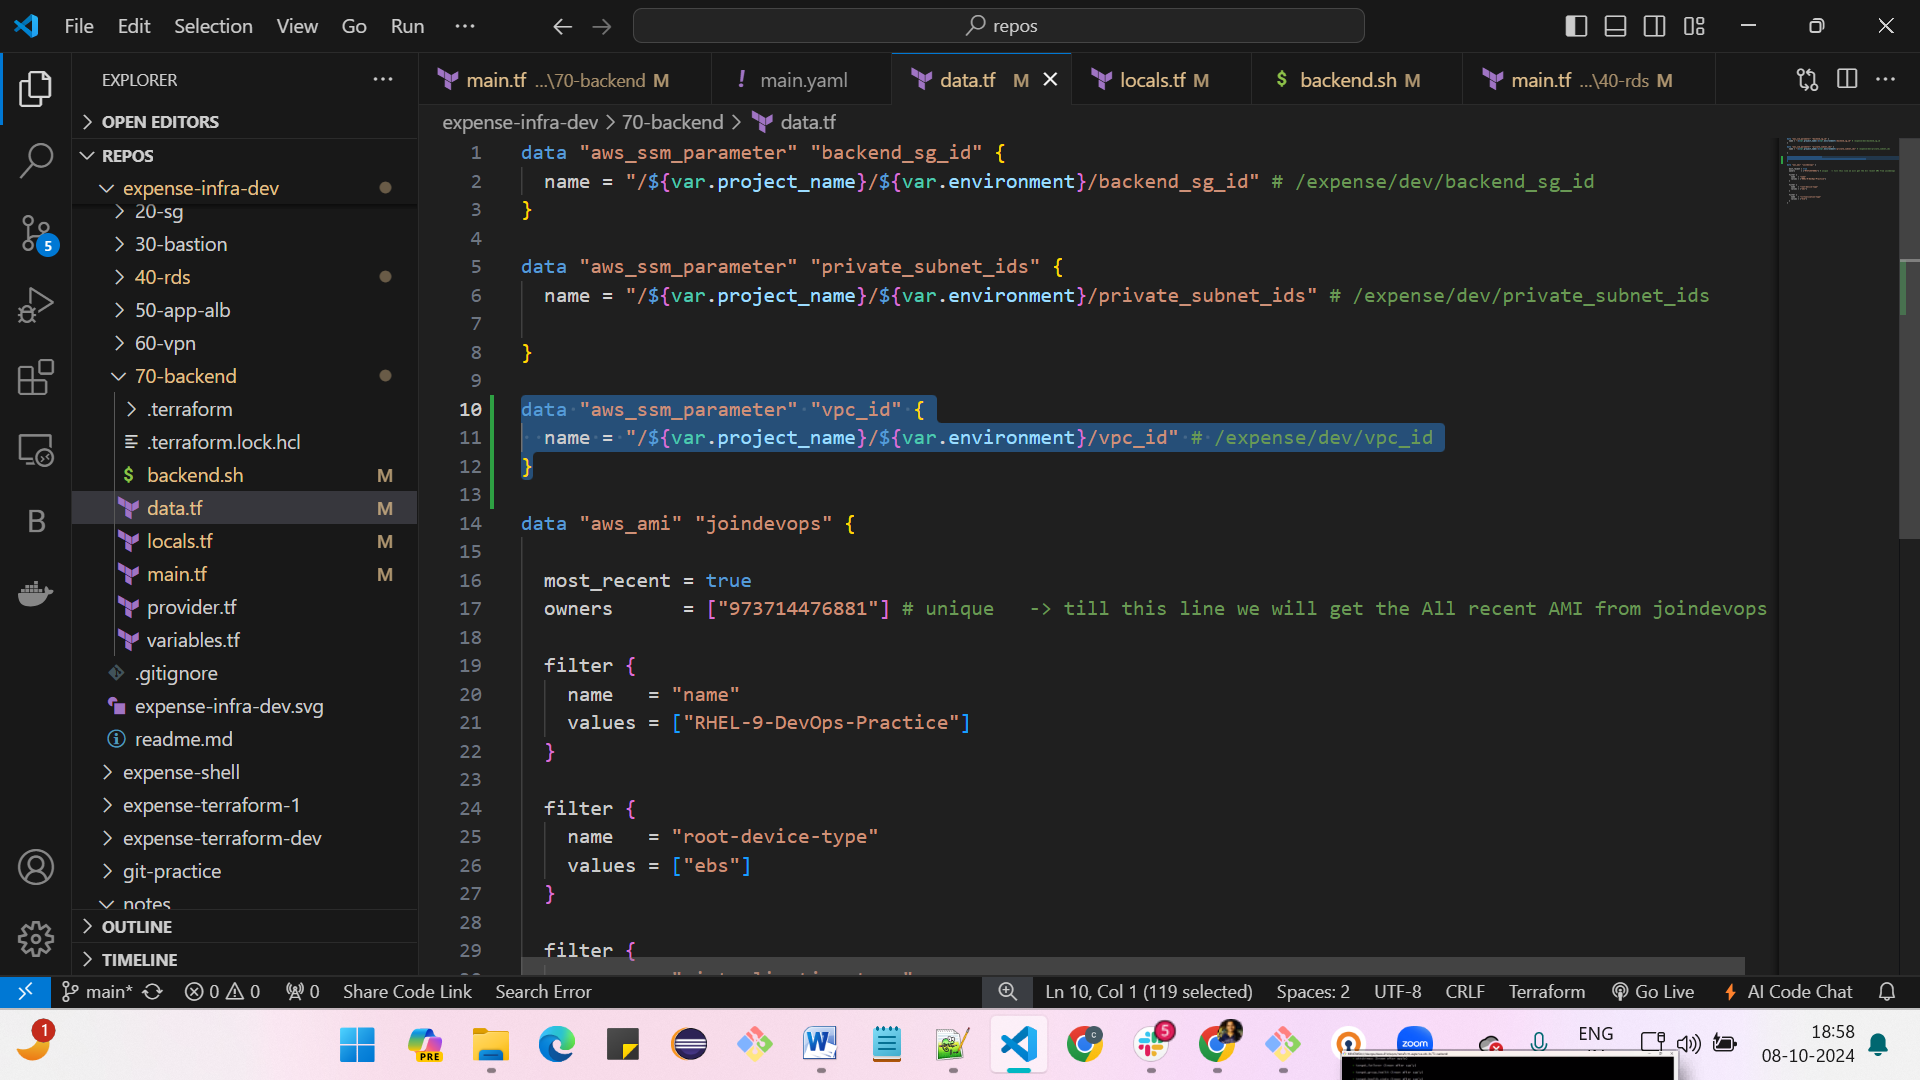 File Edit Selection View Go Run ··· repos
EXPLORER
OPEN EDITORS
REPOS
expense-infra-dev
20-sg
30-bastion
40-rds
50-app-alb
60-vpn
70-backend
.terraform
.terraform.lock.hcl
backend.sh M
data.tf M
locals.tf M
main.tf M
provider.tf
variables.tf
.gitignore
expense-infra-dev.svg
readme.md
expense-shell
expense-terraform-1
expense-terraform-dev
git-practice
notes
OUTLINE
TIMELINE
5
B
main.tf ...\70-backend M ! main.yaml data.tf M locals.tf M $ backend.sh M main.tf ...\40-rds M
expense-infra-dev > 70-backend > data.tf
1 data "aws_ssm_parameter" "backend_sg_id" {
2 name = "/${var.project_name}/${var.environment}/backend_sg_id" # /expense/dev/backend_sg_id
3 }
4
5 data "aws_ssm_parameter" "private_subnet_ids" {
6 name = "/${var.project_name}/${var.environment}/private_subnet_ids" # /expense/dev/private_subnet_ids
7
8 }
9
10 data "aws_ssm_parameter" "vpc_id" {
11 name = "/${var.project_name}/${var.environment}/vpc_id" # /expense/dev/vpc_id
12 }
13
14 data "aws_ami" "joindevops" {
15
16 most_recent = true
17 owners = ["973714476881"] # unique -> till this line we will get the All recent AMI from joindevops
18
19 filter {
20 name = "name"
21 values = ["RHEL-9-DevOps-Practice"]
22 }
23
24 filter {
25 name = "root-device-type"
26 values = ["ebs"]
27 }
28
29 filter {
main* 0 0 0 Share Code Link Search Error Ln 10, Col 1 (119 selected) Spaces: 2 UTF-8 CRLF Terraform Go Live AI Code Chat
1 PRE 5 zoom ENG 18:58
08-10-2024